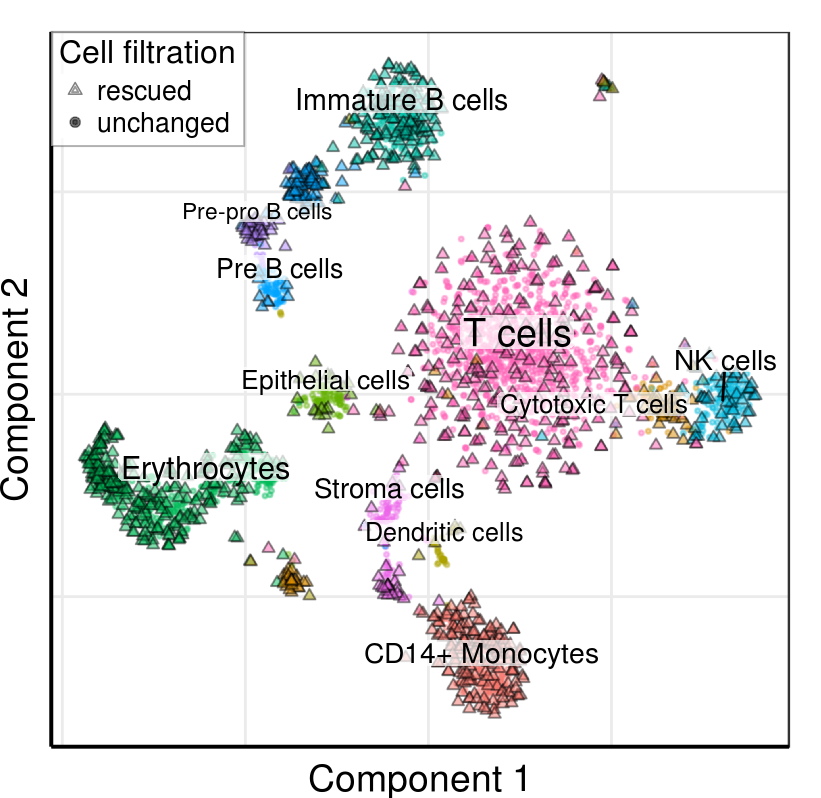 Cell filtration
rescued
unchanged
Immature B cells
Pre-pro B cells
Pre B cells
T cells
NK cells
Epithelial cells
Cytotoxic T cells
Erythrocytes
Stroma cells
Dendritic cells
CD14+ Monocytes
Component 2
Component 1